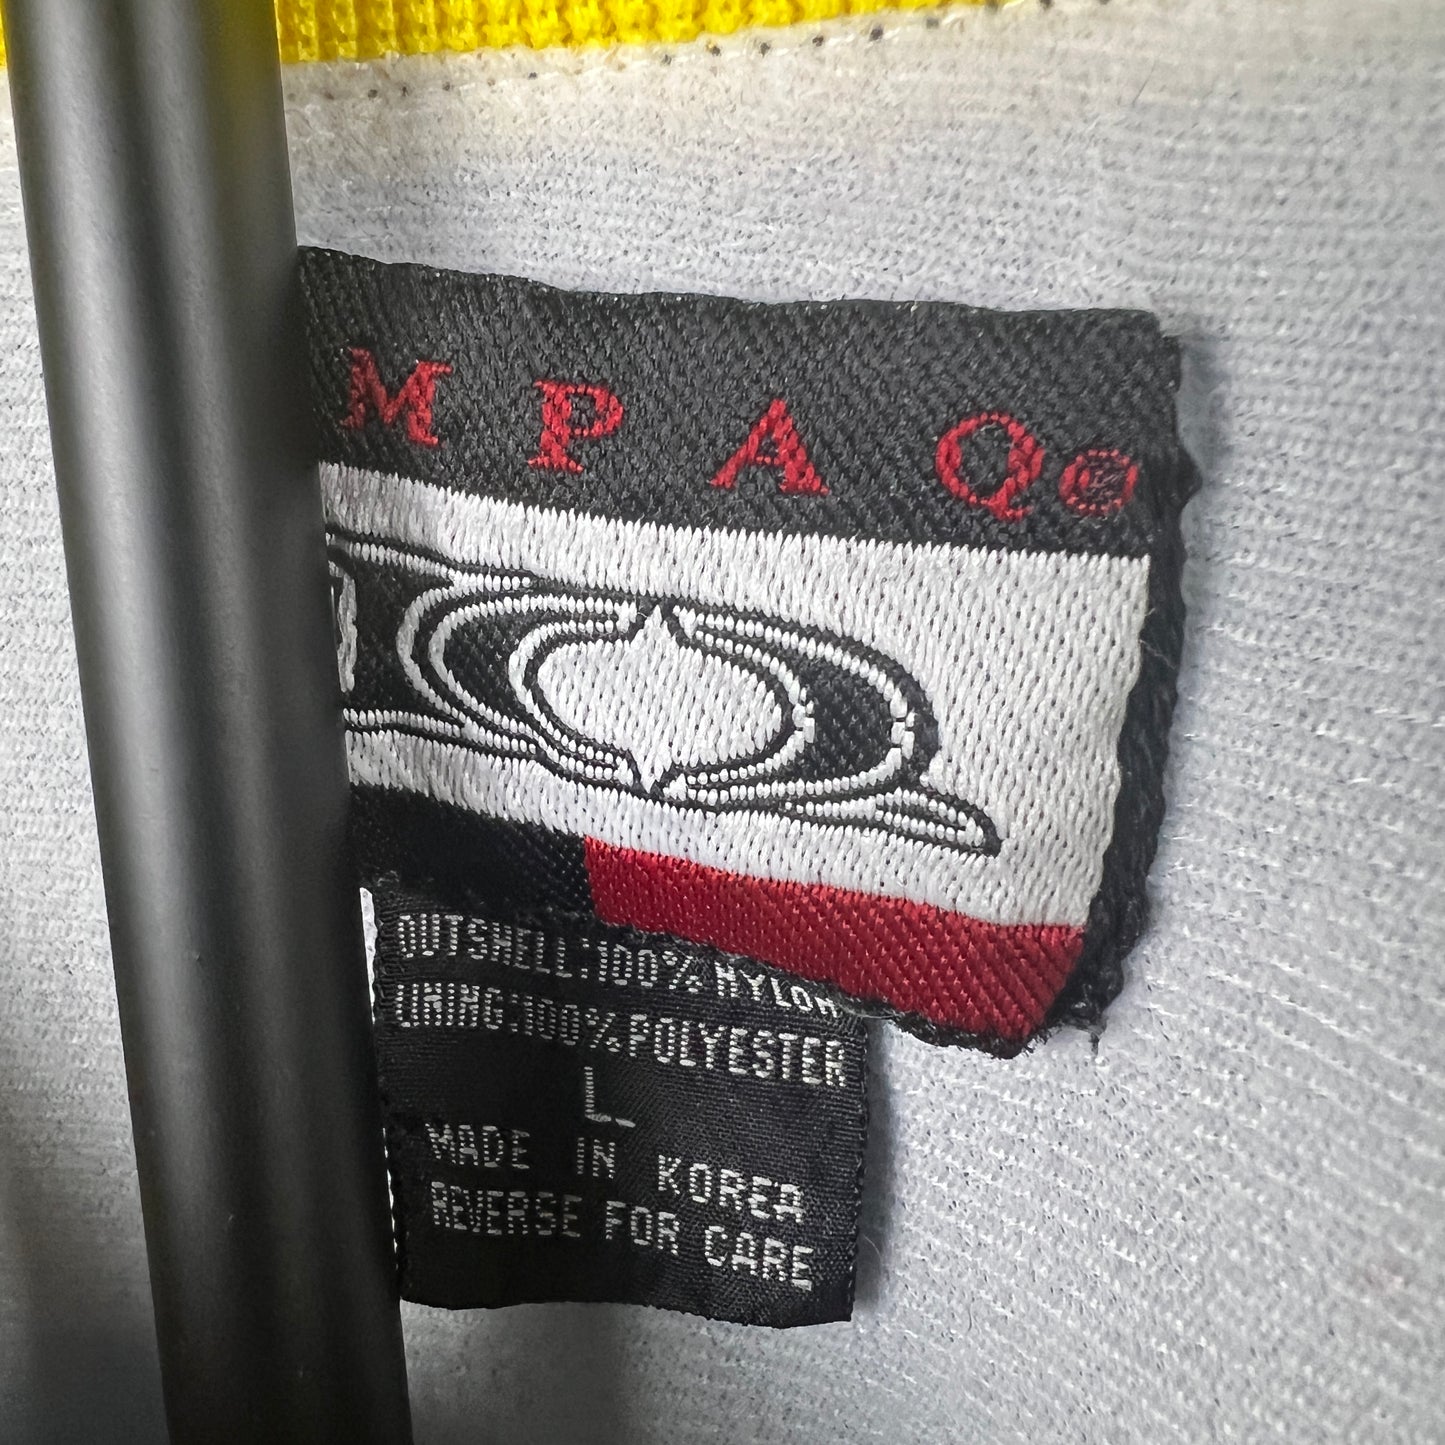 MPAQ®
OUTSHELL:100% NYLON
LINING:100% POLYESTER
L
MADE IN KOREA
REVERSE FOR CARE